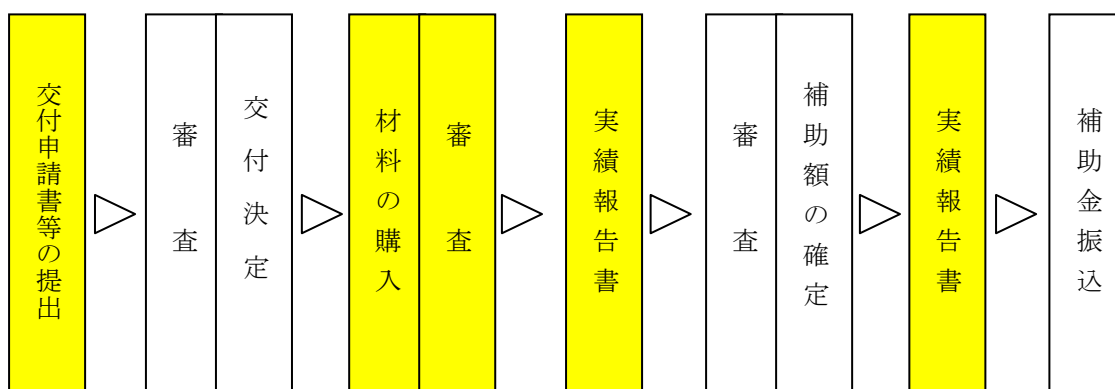 交付申請書等の提出
審査
交付決定
材料の購入
審査
実績報告書
審査
補助額の確定
実績報告書
補助金振込